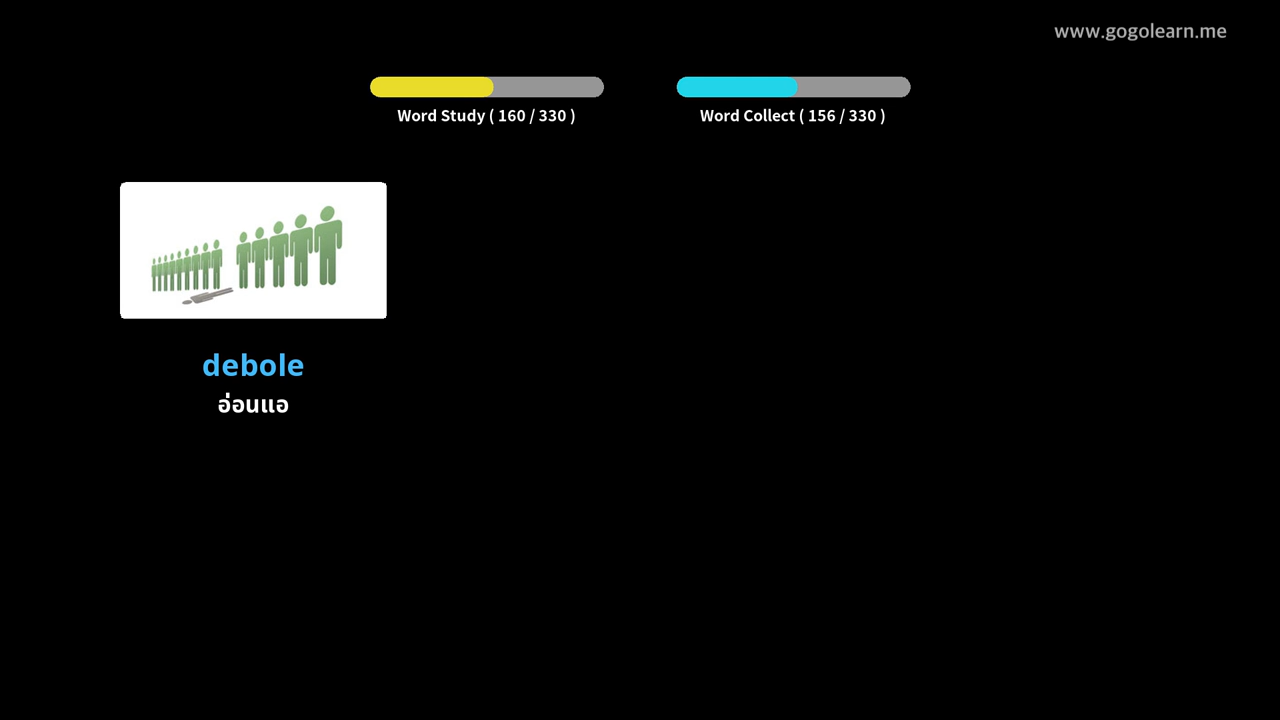 www.gogolearn.me
Word Study ( 160 / 330 )
Word Collect ( 156 / 330 )
debole
อ่อนแอ